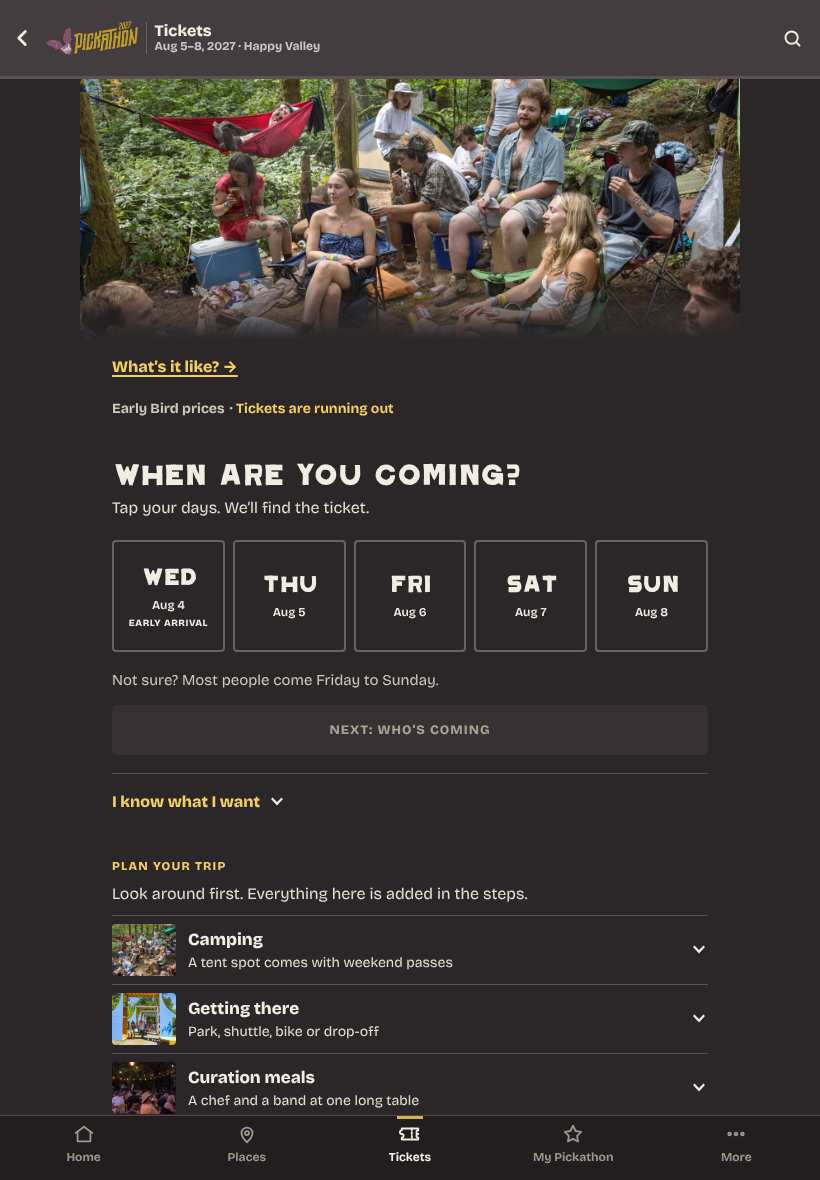 2027
PICKATHON
Tickets
Aug 5–8, 2027 · Happy Valley
What's it like? →
Early Bird prices · Tickets are running out
WHEN ARE YOU COMING?
Tap your days. We'll find the ticket.
WED
Aug 4
EARLY ARRIVAL
THU
Aug 5
FRI
Aug 6
SAT
Aug 7
SUN
Aug 8
Not sure? Most people come Friday to Sunday.
NEXT: WHO'S COMING
I know what I want
PLAN YOUR TRIP
Look around first. Everything here is added in the steps.
Camping
A tent spot comes with weekend passes
Getting there
Park, shuttle, bike or drop-off
Curation meals
A chef and a band at one long table
Home
Places
Tickets
My Pickathon
More